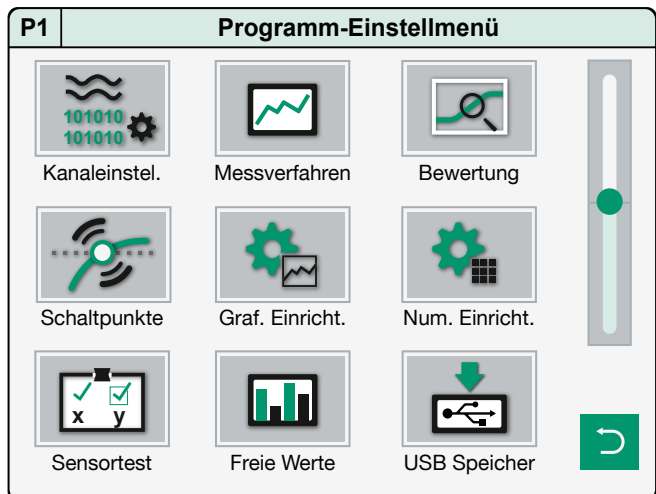 P1 Programm-Einstellmenü
101010
101010
Kanaleinstel. Messverfahren Bewertung
Schaltpunkte Graf. Einricht. Num. Einricht.
x y
Sensortest Freie Werte USB Speicher